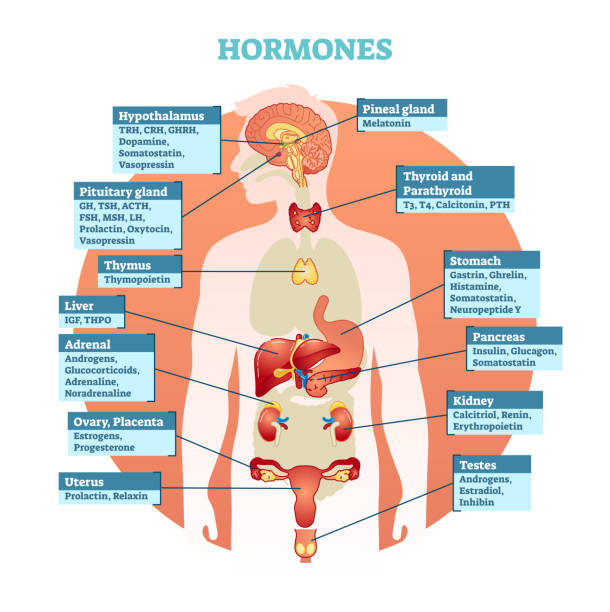 HORMONES
Hypothalamus
TRH, CRH, GHRH,
Dopamine,
Somatostatin,
Vasopressin
Pituitary gland
GH, TSH, ACTH,
FSH, MSH, LH,
Prolactin, Oxytocin,
Vasopressin
Thymus
Thymopoietin
Liver
IGF, THPO
Adrenal
Androgens,
Glucocorticoids,
Adrenaline,
Noradrenaline
Ovary, Placenta
Estrogens,
Progesterone
Uterus
Prolactin, Relaxin
Pineal gland
Melatonin
Thyroid and
Parathyroid
T3, T4, Calcitonin, PTH
Stomach
Gastrin, Ghrelin,
Histamine,
Somatostatin,
Neuropeptide Y
Pancreas
Insulin, Glucagon,
Somatostatin
Kidney
Calcitriol, Renin,
Erythropoietin
Testes
Androgens,
Estradiol,
Inhibin